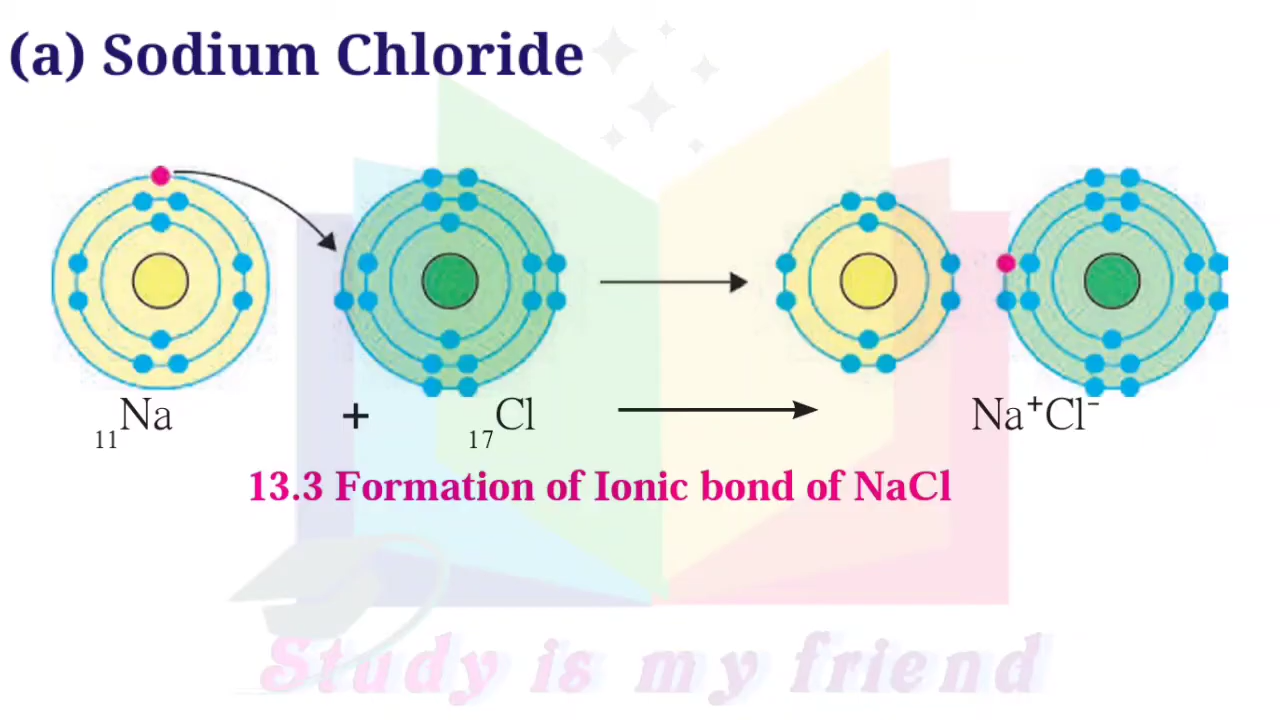 (a) Sodium Chloride
₁₁Na + ₁₇Cl Na⁺Cl⁻
13.3 Formation of Ionic bond of NaCl
Study is my friend